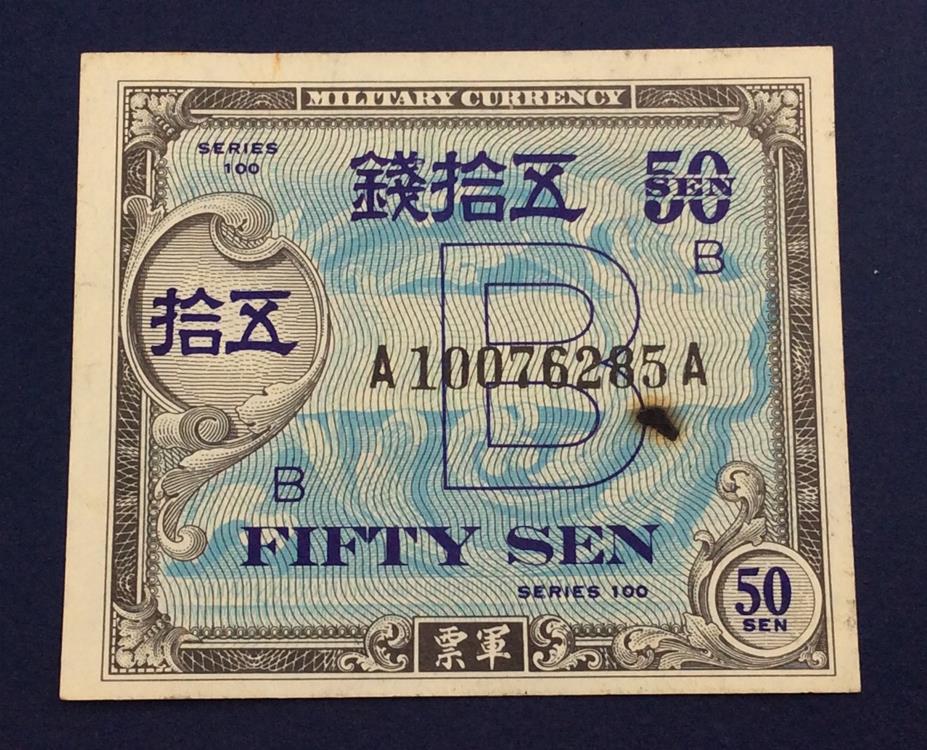 MILITARY CURRENCY
SERIES
100
五拾錢
50
SEN
B
五拾
B
A10076285A
B
FIFTY SEN
SERIES 100
50
SEN
軍票